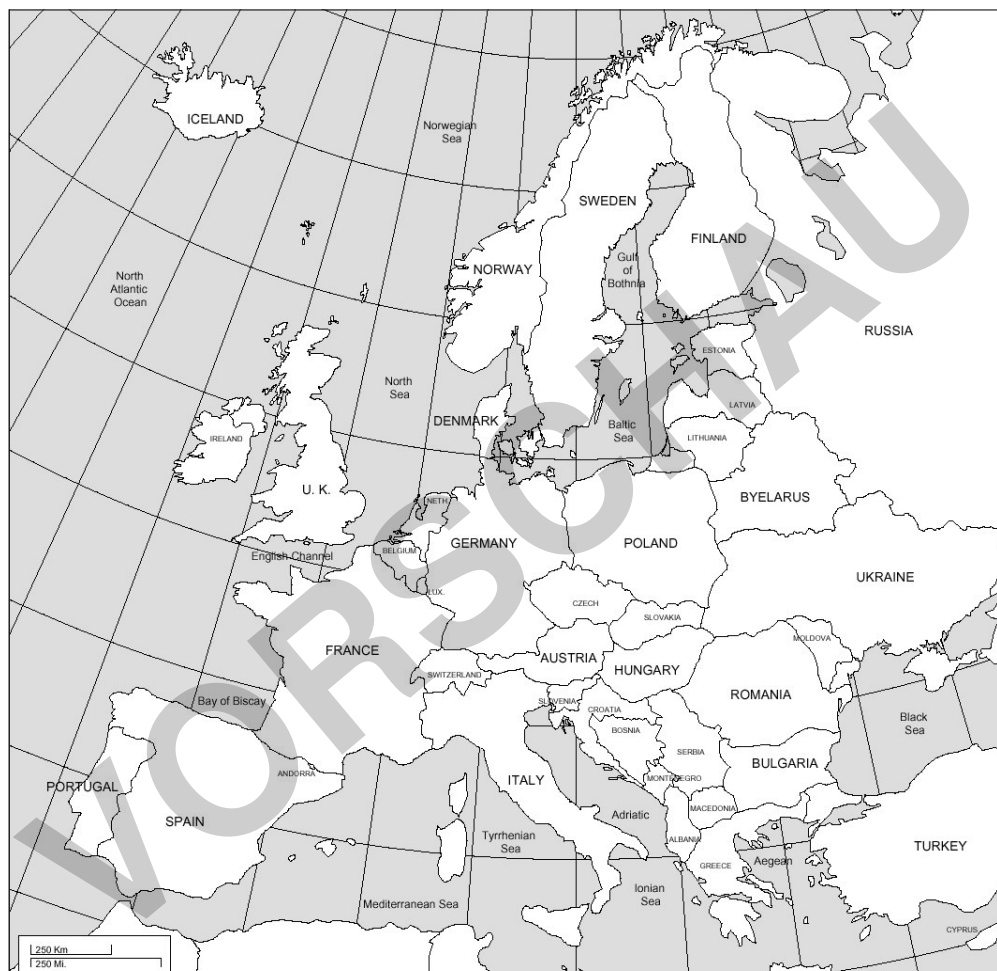 ICELAND
Norwegian
Sea
SWEDEN
FINLAND
NORWAY
Gulf
of
Bothnia
North
Atlantic
Ocean
RUSSIA
ESTONIA
North
Sea
LATVIA
DENMARK
Baltic
Sea
IRELAND
LITHUANIA
U. K.
BYELARUS
NETH.
GERMANY
POLAND
BELGIUM
English Channel
UKRAINE
LUX.
CZECH
SLOVAKIA
MOLDOVA
FRANCE
AUSTRIA
HUNGARY
SWITZERLAND
ROMANIA
Bay of Biscay
SLOVENIA
CROATIA
BOSNIA
Black
Sea
SERBIA
BULGARIA
ANDORRA
MONTENEGRO
ITALY
PORTUGAL
MACEDONIA
SPAIN
Adriatic
Tyrrhenian
Sea
ALBANIA
GREECE
Aegean
TURKEY
Ionian
Sea
Mediterranean Sea
CYPRUS
250 Km
250 Mi.
VORSCHAU